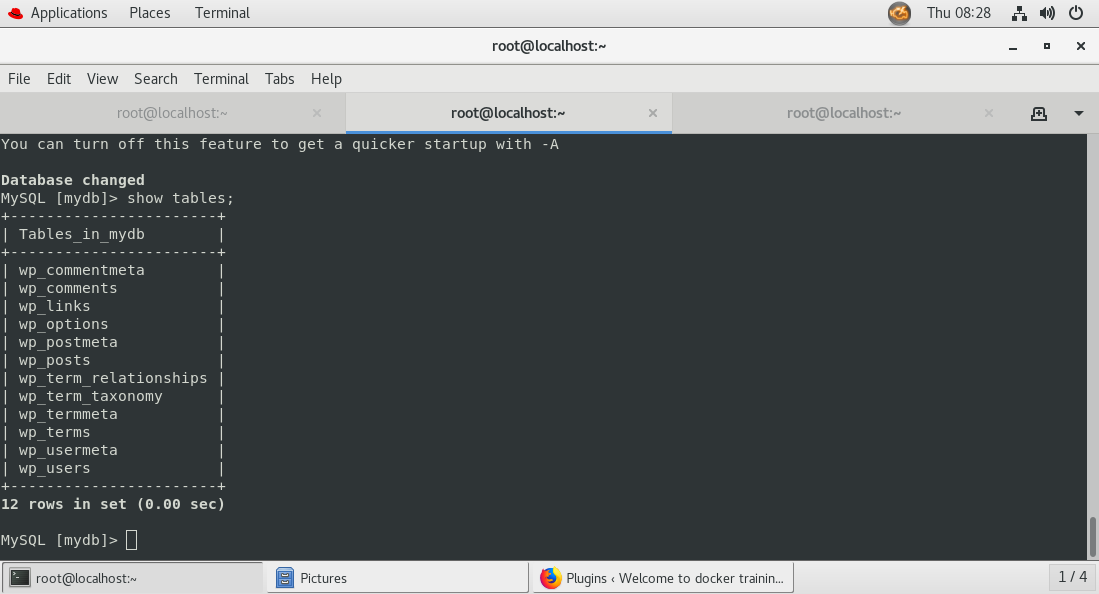 Applications Places Terminal Thu 08:28
root@localhost:~
File Edit View Search Terminal Tabs Help
root@localhost:~ × root@localhost:~ × root@localhost:~ ×
You can turn off this feature to get a quicker startup with -A
Database changed
MySQL [mydb]> show tables;
+-----------------------+
| Tables_in_mydb        |
+-----------------------+
| wp_commentmeta        |
| wp_comments           |
| wp_links              |
| wp_options            |
| wp_postmeta           |
| wp_posts              |
| wp_term_relationships |
| wp_term_taxonomy      |
| wp_termmeta           |
| wp_terms              |
| wp_usermeta           |
| wp_users              |
+-----------------------+
12 rows in set (0.00 sec)
MySQL [mydb]>
root@localhost:~ Pictures Plugins ‹ Welcome to docker trainin... 1 / 4